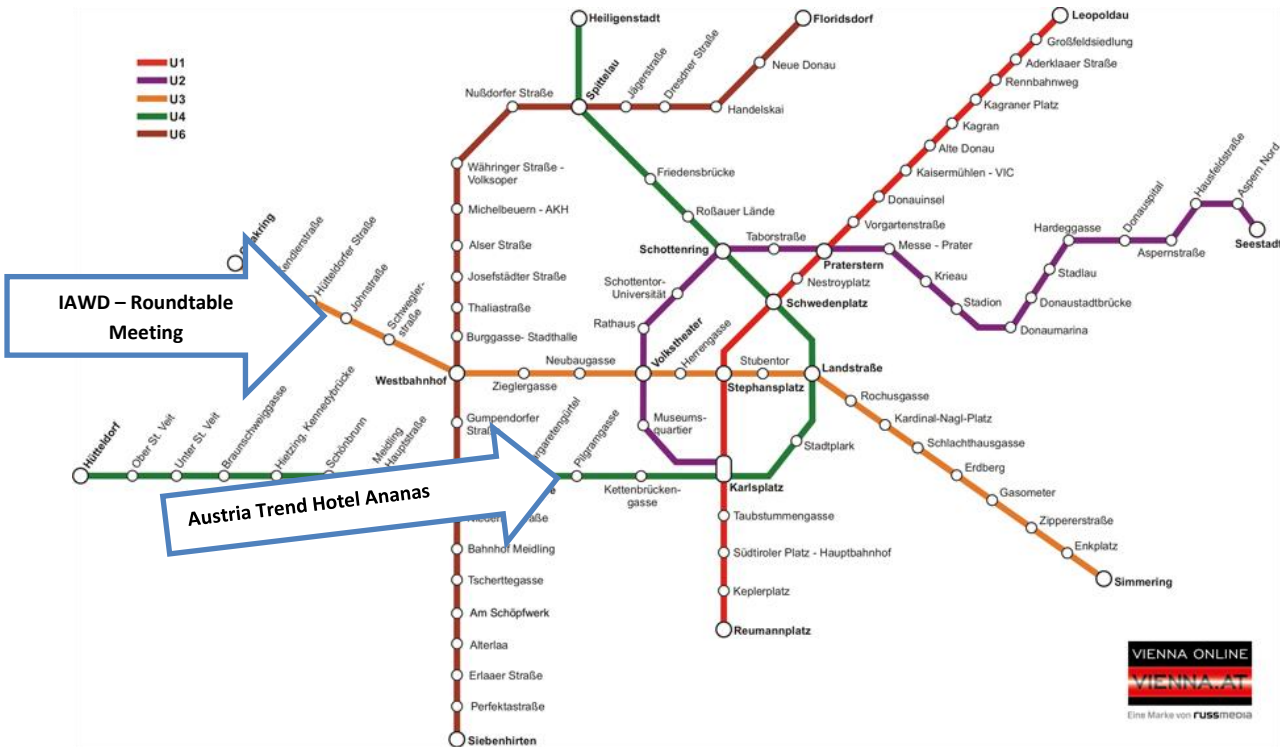 Heiligenstadt
Floridsdorf
Leopoldau
U1
U2
U3
U4
U6
Großfeldsiedlung
Aderklaaer Straße
Rennbahnweg
Kagraner Platz
Kagran
Alte Donau
Kaisermühlen - VIC
Donauinsel
Vorgartenstraße
Spittelau
Jägerstraße
Dresdner Straße
Neue Donau
Handelskai
Nußdorfer Straße
Währinger Straße -
Volksoper
Michelbeuern - AKH
Alser Straße
Josefstädter Straße
Thaliastraße
Burggasse- Stadthalle
Westbahnhof
Friedensbrücke
Roßauer Lände
Schottenring
Taborstraße
Praterstern
Messe - Prater
Krieau
Stadion
Donaumarina
Donaustadtbrücke
Stadlau
Hardeggasse
Donauspital
Aspernstraße
Hausfeldstraße
Aspern Nord
Seestadt
Nestroyplatz
Schwedenplatz
Schottentor-
Universität
Rathaus
Volkstheater
Herrengasse
Stephansplatz
Stubentor
Landstraße
Kendlerstraße
Hütteldorfer Straße
Johnstraße
Schwegler-
straße
IAWD – Roundtable
Meeting
Zieglergasse
Neubaugasse
Museums-
quartier
Rochusgasse
Kardinal-Nagl-Platz
Schlachthausgasse
Erdberg
Gasometer
Zippererstraße
Enkplatz
Simmering
Stadtpark
Hütteldorf
Ober St. Veit
Unter St. Veit
Braunschweiggasse
Hietzing, Kennedybrücke
Schönbrunn
Meidling
Hauptstraße
Gumpendorfer
Pilgramgasse
Kettenbrücken-
gasse
Karlsplatz
Austria Trend Hotel Ananas
Taubstummengasse
Südtiroler Platz - Hauptbahnhof
Keplerplatz
Reumannplatz
Bahnhof Meidling
Tscherttegasse
Am Schöpfwerk
Alterlaa
Erlaaer Straße
Perfektastraße
Siebenhirten
VIENNA ONLINE
VIENNA.AT
Eine Marke von russmedia